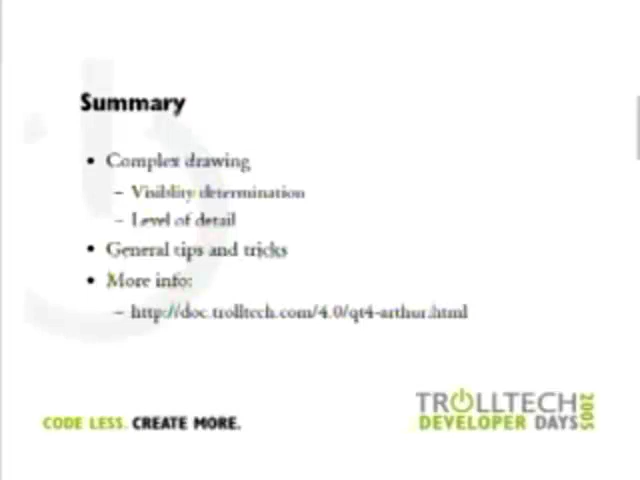 Summary
• Complex drawing
– Visiblity determination
– Level of detail
• General tips and tricks
• More info:
– http://doc.trolltech.com/4.0/qt4-arthur.html
CODE LESS. CREATE MORE.
TROLLTECH
DEVELOPER DAYS
2005